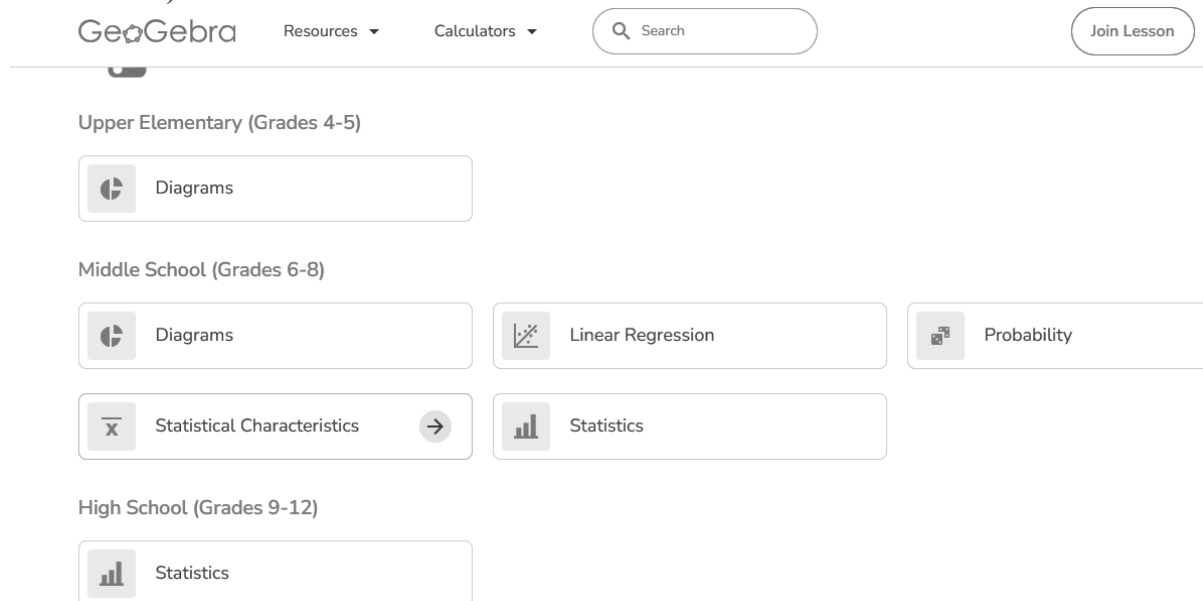 GeoGebra Resources Calculators Search Join Lesson
Upper Elementary (Grades 4-5)
Diagrams
Middle School (Grades 6-8)
Diagrams Linear Regression Probability
x Statistical Characteristics Statistics
High School (Grades 9-12)
Statistics